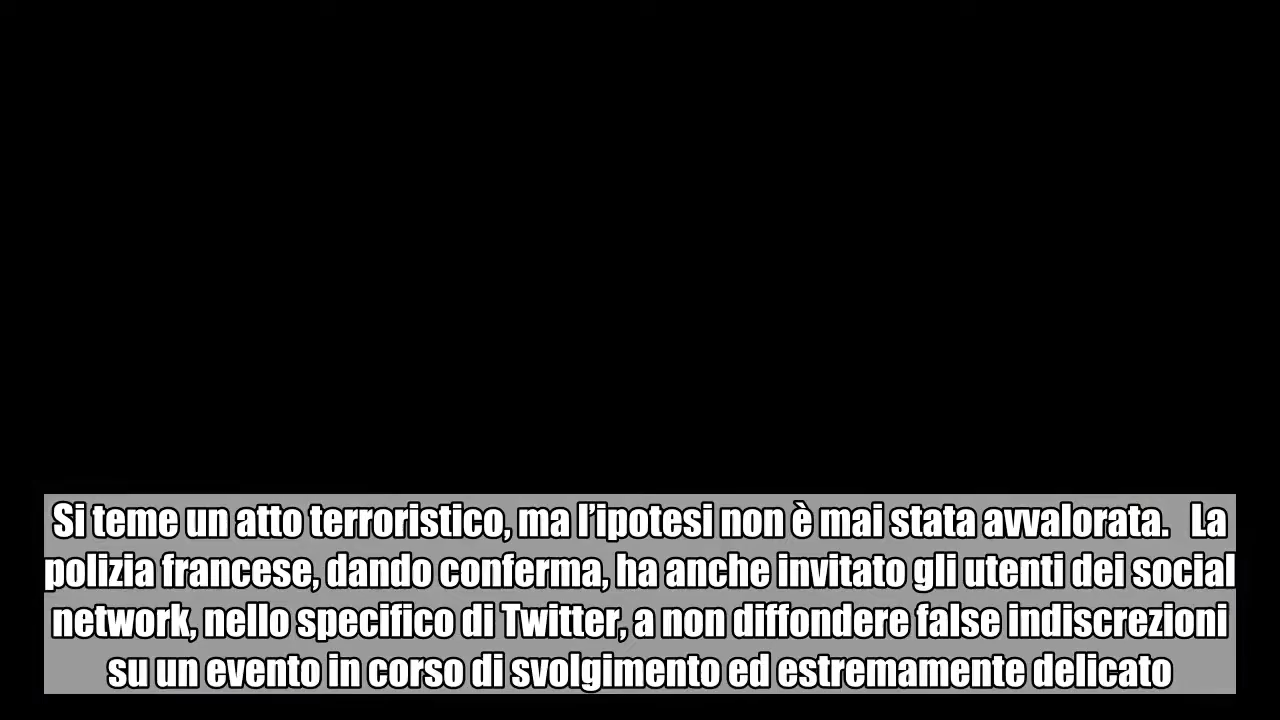 Si teme un atto terroristico, ma l’ipotesi non è mai stata avvalorata.   La
polizia francese, dando conferma, ha anche invitato gli utenti dei social
network, nello specifico di Twitter, a non diffondere false indiscrezioni
su un evento in corso di svolgimento ed estremamente delicato